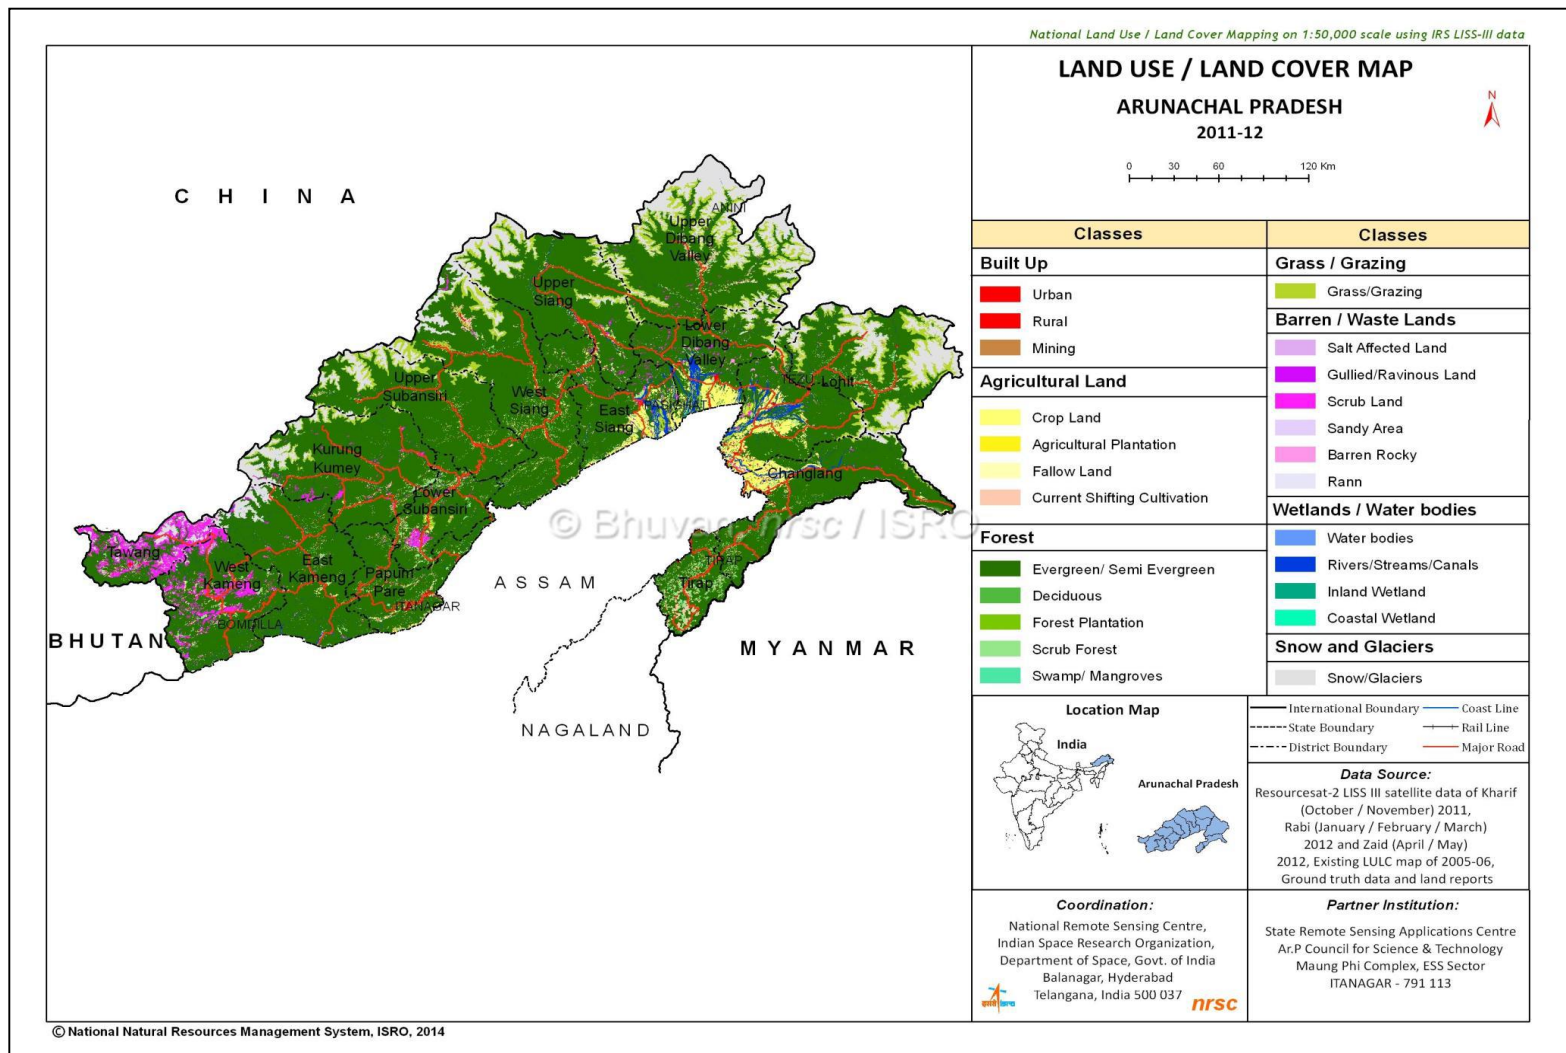 National Land Use / Land Cover Mapping on 1:50,000 scale using IRS LISS-III data
LAND USE / LAND COVER MAP
ARUNACHAL PRADESH
2011-12
N
0 30 60 120 Km
CHINA
ANINI
Upper
Dibang
Valley
Upper
Siang
Lower
Dibang
Valley
Lohit
Upper
Subansiri
West
Siang
East
Siang
PASIGHAT
Kurung
Kumey
Changlang
Lower
Subansiri
© Bhuvan, nrsc / ISRO
Tawang
West
Kameng
East
Kameng
Papum
Pare
ITANAGAR
BOMDILLA
TIRAP
Tirap
ASSAM
BHUTAN
MYANMAR
NAGALAND
Classes
Built Up
Urban
Rural
Mining
Agricultural Land
Crop Land
Agricultural Plantation
Fallow Land
Current Shifting Cultivation
Forest
Evergreen/ Semi Evergreen
Deciduous
Forest Plantation
Scrub Forest
Swamp/ Mangroves
Classes
Grass / Grazing
Grass/Grazing
Barren / Waste Lands
Salt Affected Land
Gullied/Ravinous Land
Scrub Land
Sandy Area
Barren Rocky
Rann
Wetlands / Water bodies
Water bodies
Rivers/Streams/Canals
Inland Wetland
Coastal Wetland
Snow and Glaciers
Snow/Glaciers
Location Map
India
Arunachal Pradesh
International Boundary
State Boundary
District Boundary
Coast Line
Rail Line
Major Road
Data Source:
Resourcesat-2 LISS III satellite data of Kharif
(October / November) 2011,
Rabi (January / February / March)
2012 and Zaid (April / May)
2012, Existing LULC map of 2005-06,
Ground truth data and land reports
Coordination:
National Remote Sensing Centre,
Indian Space Research Organization,
Department of Space, Govt. of India
Balanagar, Hyderabad
Telangana, India 500 037
इसरो isro
nrsc
Partner Institution:
State Remote Sensing Applications Centre
Ar.P Council for Science & Technology
Maung Phi Complex, ESS Sector
ITANAGAR - 791 113
© National Natural Resources Management System, ISRO, 2014